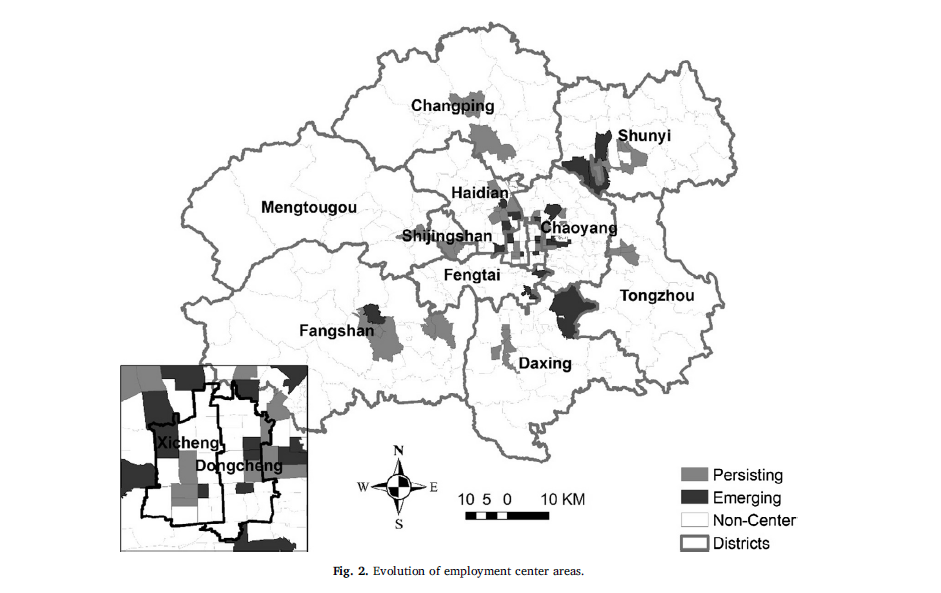 Changping
Shunyi
Haidian
Mengtougou
Chaoyang
Shijingshan
Fengtai
Tongzhou
Fangshan
Daxing
Xicheng
Dongcheng
N
W E
S
10 5 0 10 KM
Persisting
Emerging
Non-Center
Districts
Fig. 2. Evolution of employment center areas.